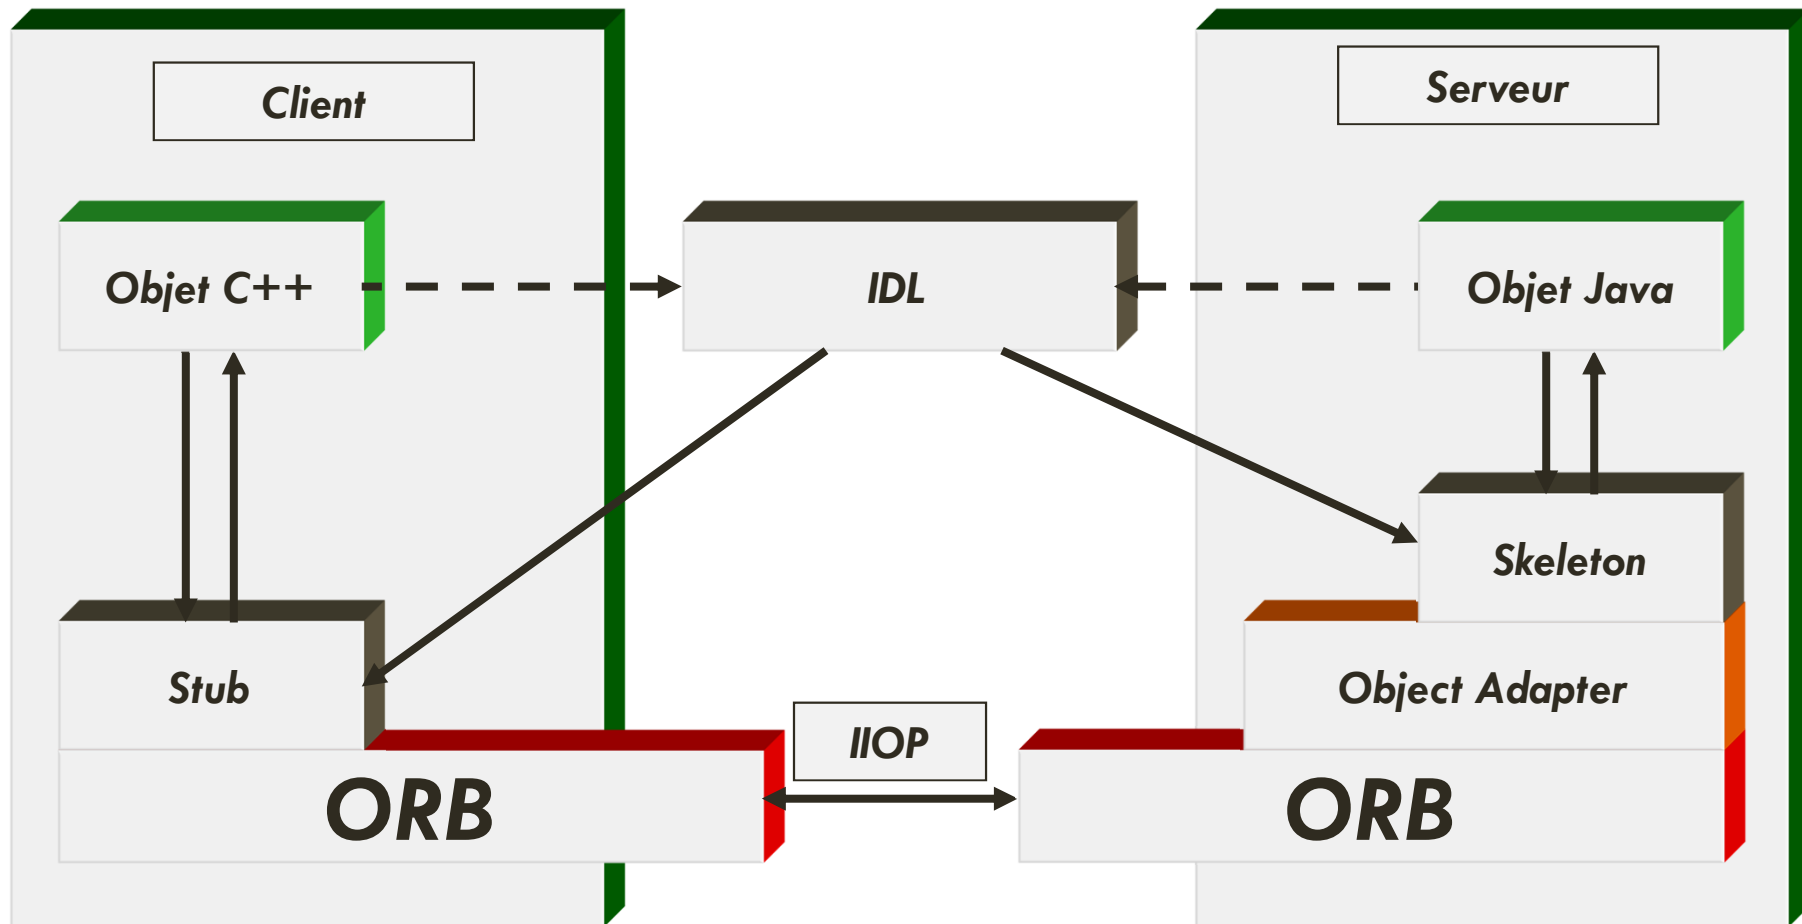 Client
Serveur
Objet C++
IDL
Objet Java
Skeleton
Stub
Object Adapter
IIOP
ORB
ORB